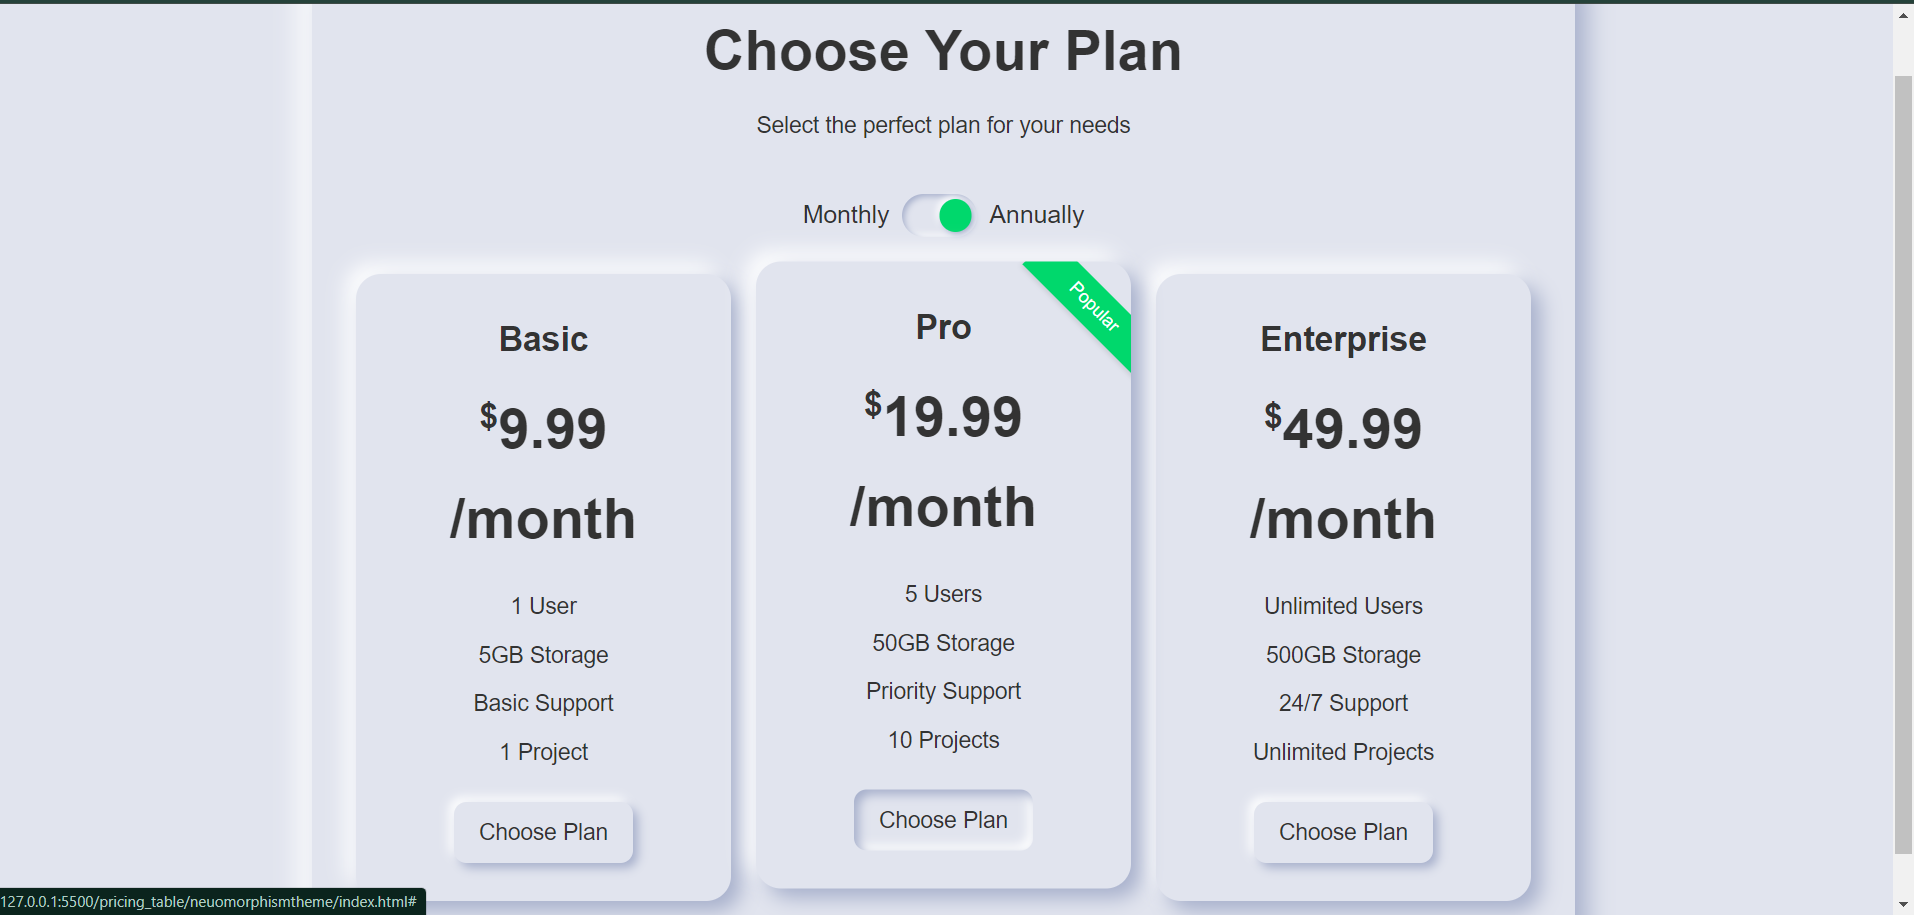 Choose Your Plan
Select the perfect plan for your needs
Monthly Annually
Basic
$9.99
/month
1 User
5GB Storage
Basic Support
1 Project
Choose Plan
Popular
Pro
$19.99
/month
5 Users
50GB Storage
Priority Support
10 Projects
Choose Plan
Enterprise
$49.99
/month
Unlimited Users
500GB Storage
24/7 Support
Unlimited Projects
Choose Plan
127.0.0.1:5500/pricing_table/neuomorphismtheme/index.html#